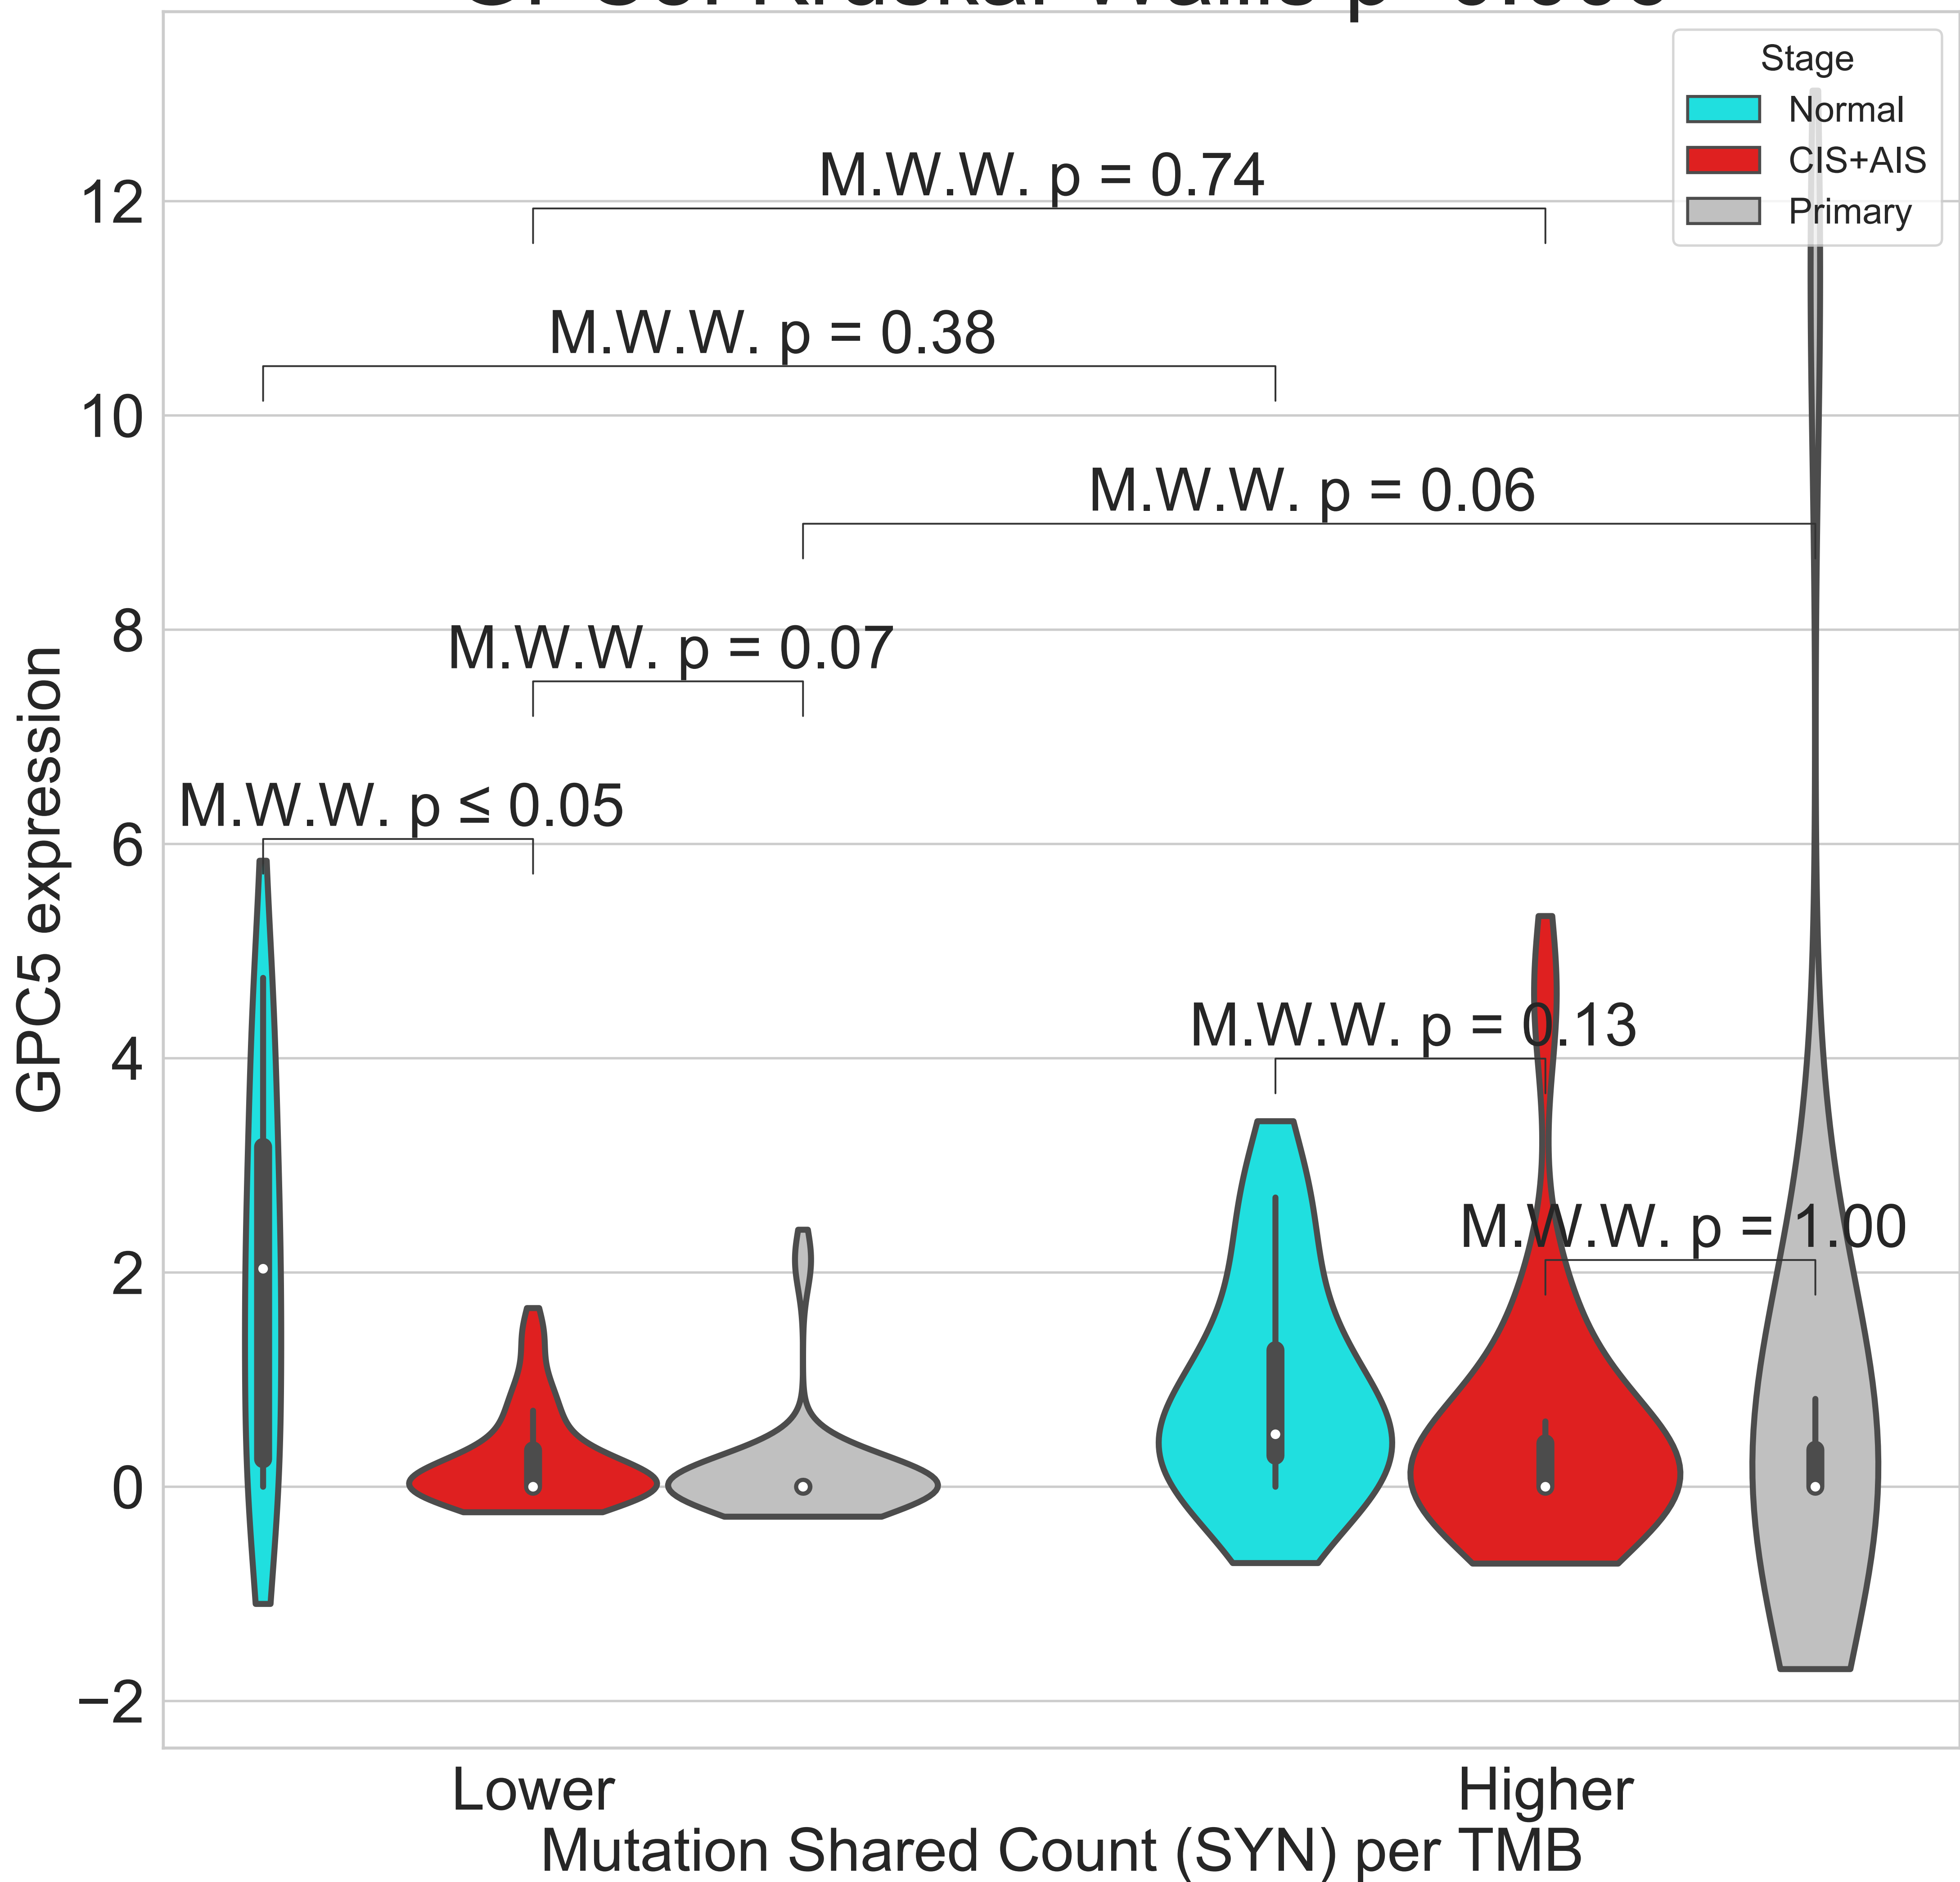 Stage
Normal
CIS+AIS
Primary
M.W.W. p = 0.74
M.W.W. p = 0.38
M.W.W. p = 0.06
M.W.W. p = 0.07
M.W.W. p ≤ 0.05
M.W.W. p = 0.13
M.W.W. p = 1.00
12
10
8
6
4
2
0
−2
GPC5 expression
Lower
Higher
Mutation Shared Count (SYN) per TMB